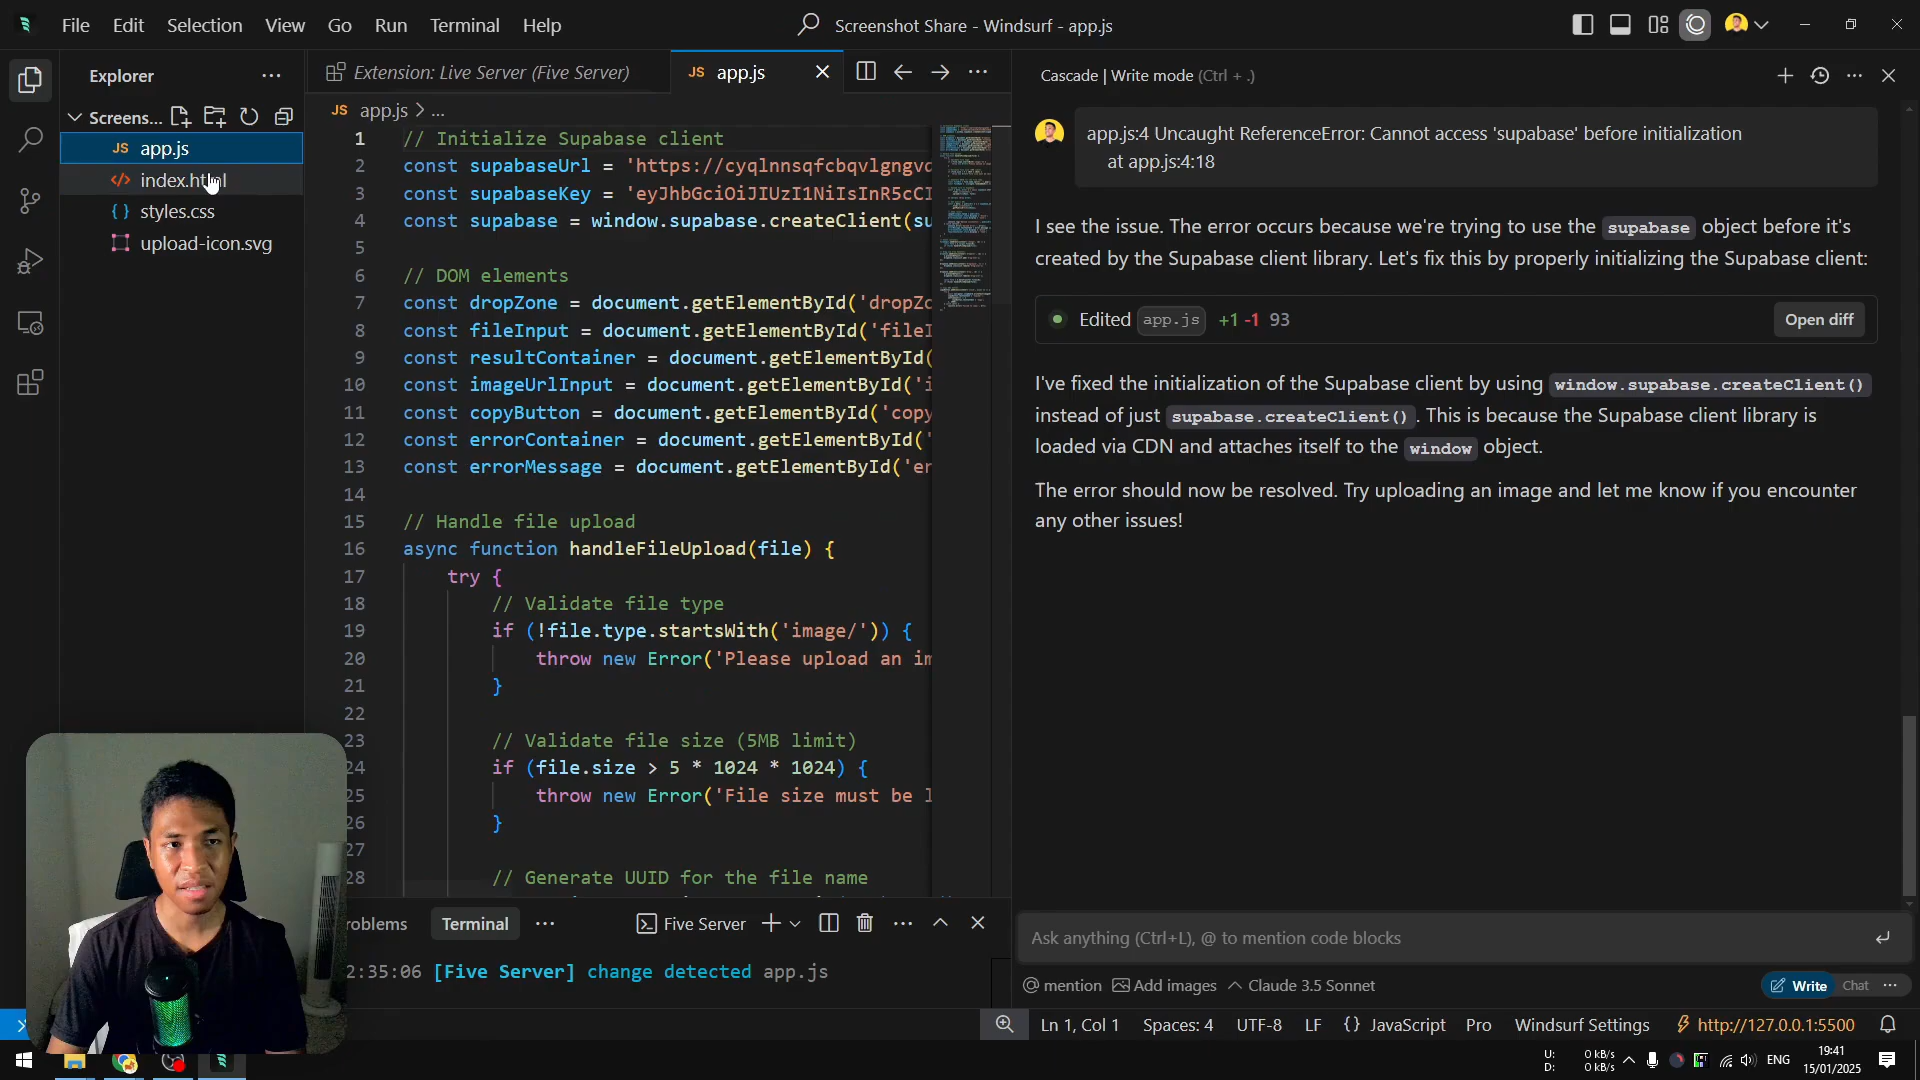 File Edit Selection View Go Run Terminal Help
Screenshot Share - Windsurf - app.js
Explorer
Screens...
JS app.js
index.html
styles.css
upload-icon.svg
Extension: Live Server (Five Server)
JS app.js
JS app.js > ...
1 // Initialize Supabase client
2 const supabaseUrl = 'https://cyqlnnsqfcbqvlgngvd
3 const supabaseKey = 'eyJhbGciOiJIUzI1NiIsInR5cCI
4 const supabase = window.supabase.createClient(su
5
6 // DOM elements
7 const dropZone = document.getElementById('dropZo
8 const fileInput = document.getElementById('fileI
9 const resultContainer = document.getElementById(
10 const imageUrlInput = document.getElementById('i
11 const copyButton = document.getElementById('copy
12 const errorContainer = document.getElementById('
13 const errorMessage = document.getElementById('er
14
15 // Handle file upload
16 async function handleFileUpload(file) {
17 try {
18 // Validate file type
19 if (!file.type.startsWith('image/')) {
20 throw new Error('Please upload an im
21 }
22
23 // Validate file size (5MB limit)
24 if (file.size > 5 * 1024 * 1024) {
25 throw new Error('File size must be l
26 }
27
28 // Generate UUID for the file name
roblems Terminal ... Five Server
2:35:06 [Five Server] change detected app.js
Cascade | Write mode (Ctrl + .)
app.js:4 Uncaught ReferenceError: Cannot access 'supabase' before initialization
at app.js:4:18
I see the issue. The error occurs because we're trying to use the supabase object before it's
created by the Supabase client library. Let's fix this by properly initializing the Supabase client:
Edited app.js +1 -1 93 Open diff
I've fixed the initialization of the Supabase client by using window.supabase.createClient()
instead of just supabase.createClient(). This is because the Supabase client library is
loaded via CDN and attaches itself to the window object.
The error should now be resolved. Try uploading an image and let me know if you encounter
any other issues!
Ask anything (Ctrl+L), @ to mention code blocks
@ mention Add images Claude 3.5 Sonnet Write Chat ...
Ln 1, Col 1 Spaces: 4 UTF-8 LF {} JavaScript Pro Windsurf Settings http://127.0.0.1:5500
U: 0 kB/s
D: 0 kB/s
ENG
19:41
15/01/2025